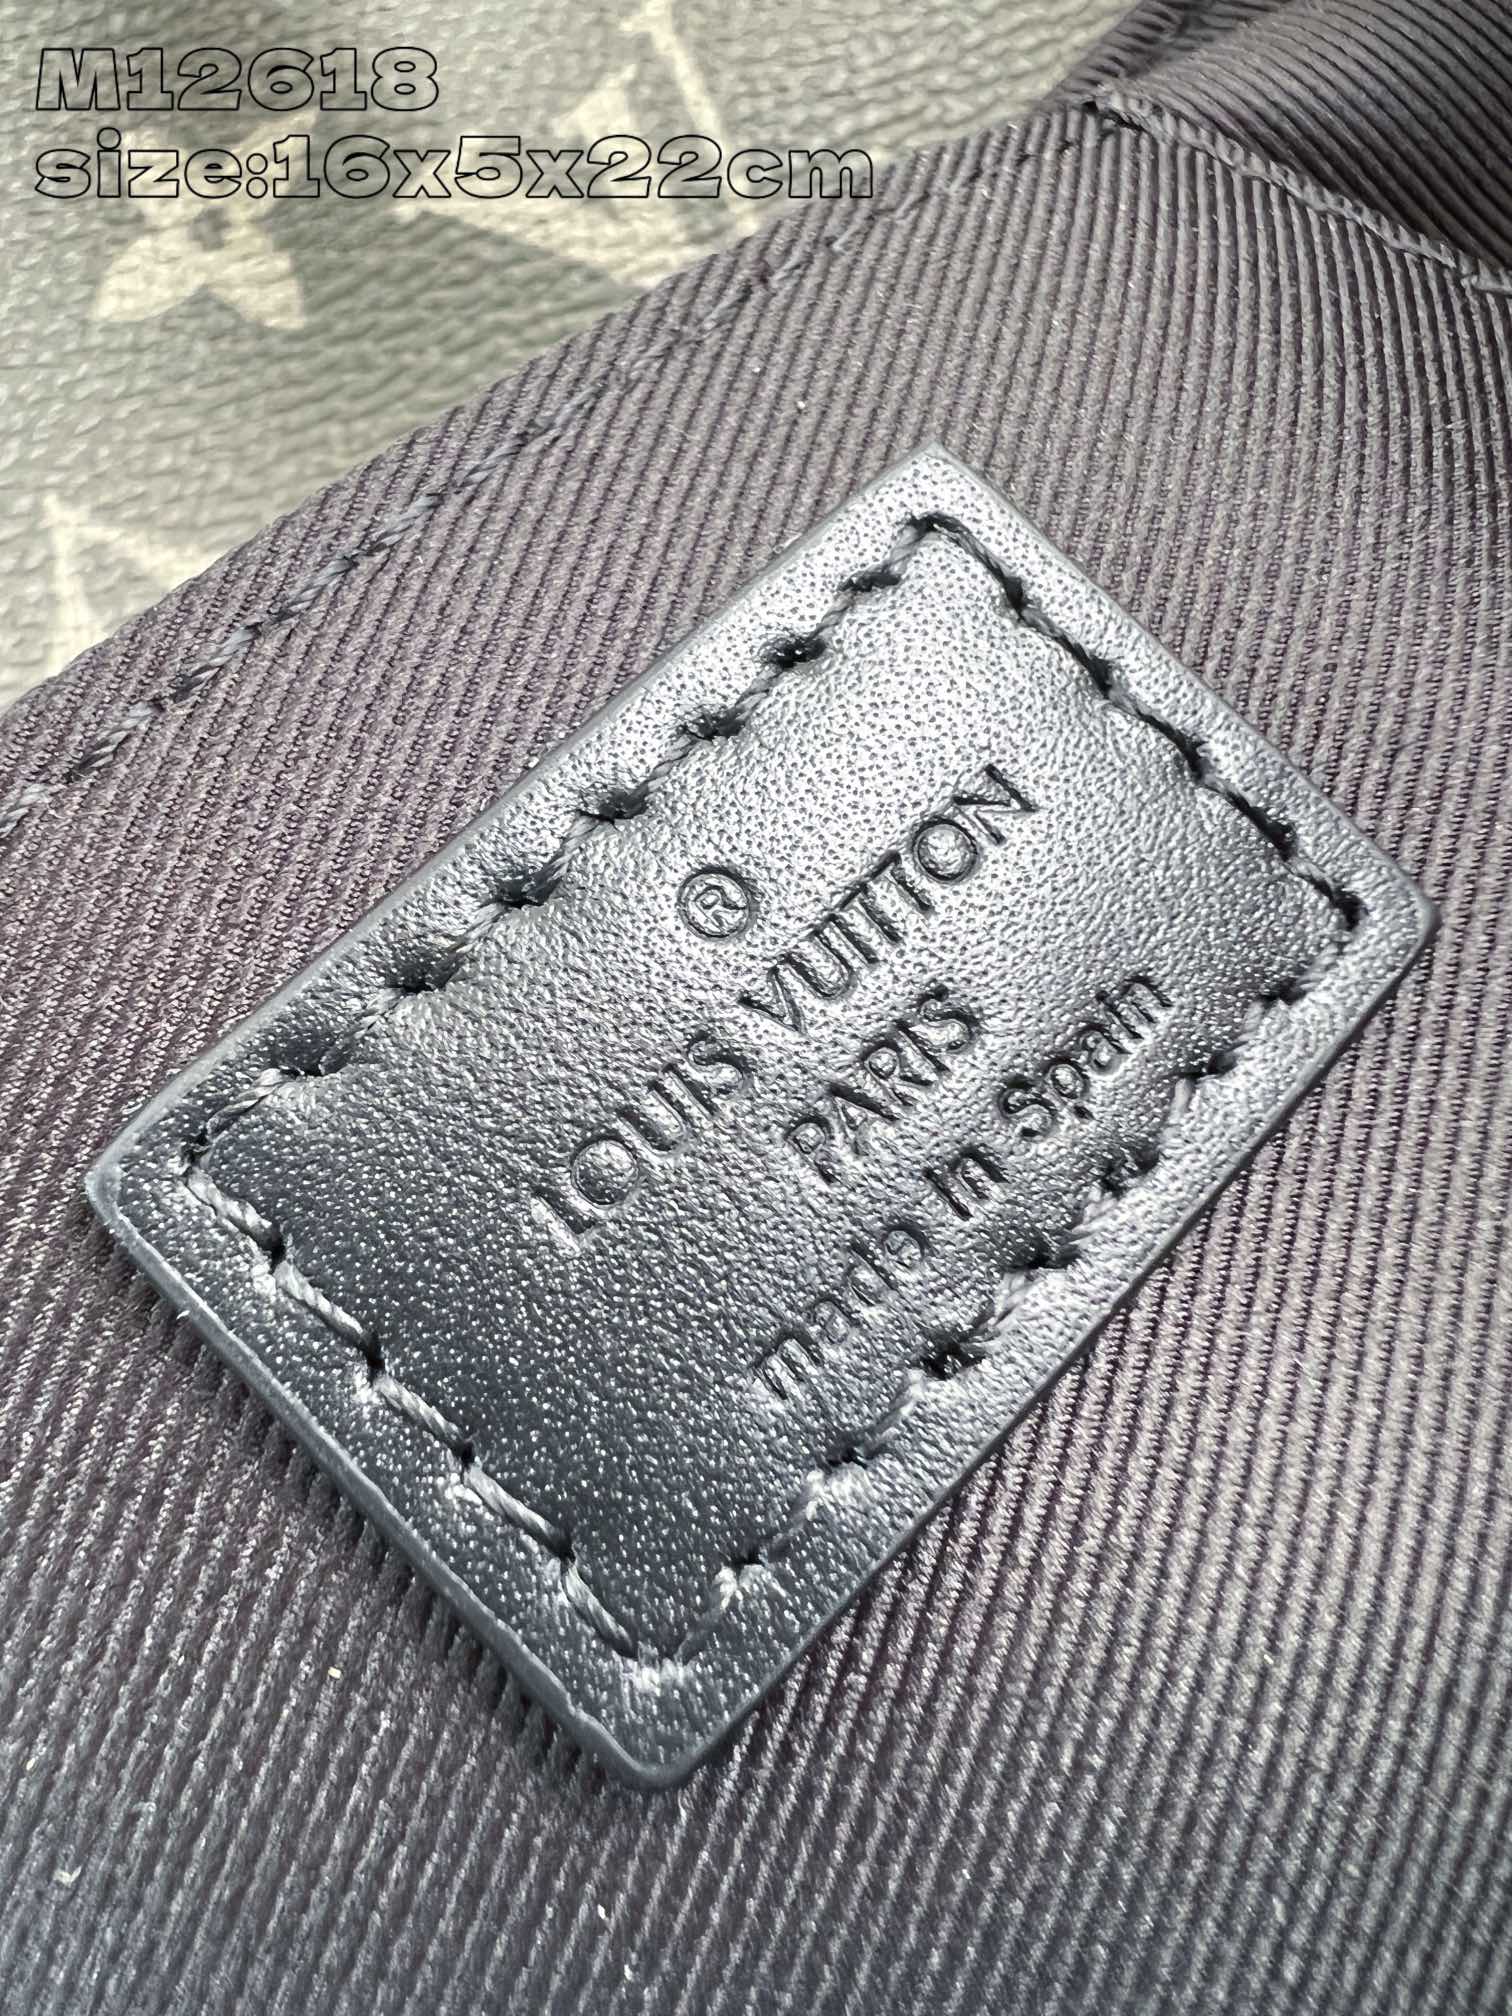 M12618
size:16x5x22cm
®
LOUIS VUITTON
PARIS
made in Spain